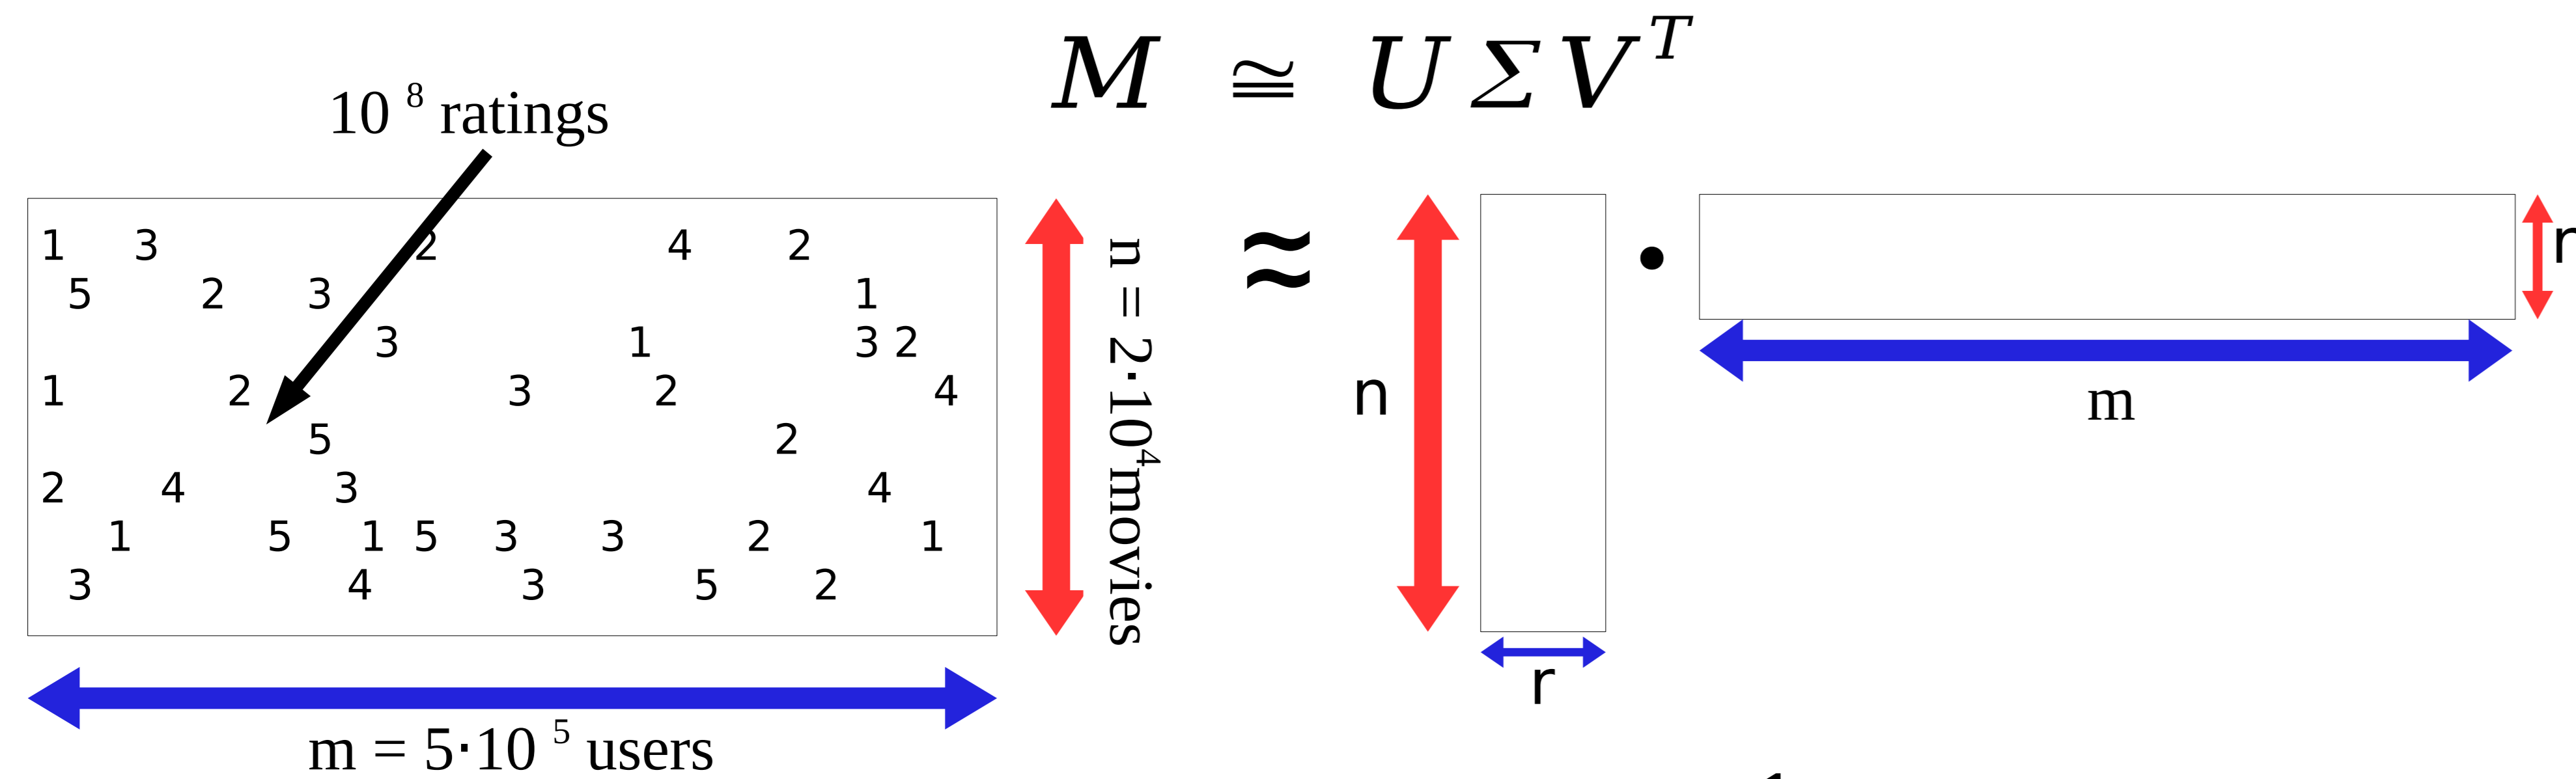 M ≅ U Σ V^T
10^8 ratings
1 3 2 4 2
5 2 3 1
3 1 3 2
1 2 3 2 4
5 2
2 4 3 4
1 5 1 5 3 3 2 1
3 4 3 5 2
n = 2·10^4 movies
m = 5·10^5 users
≈
n
r
•
m